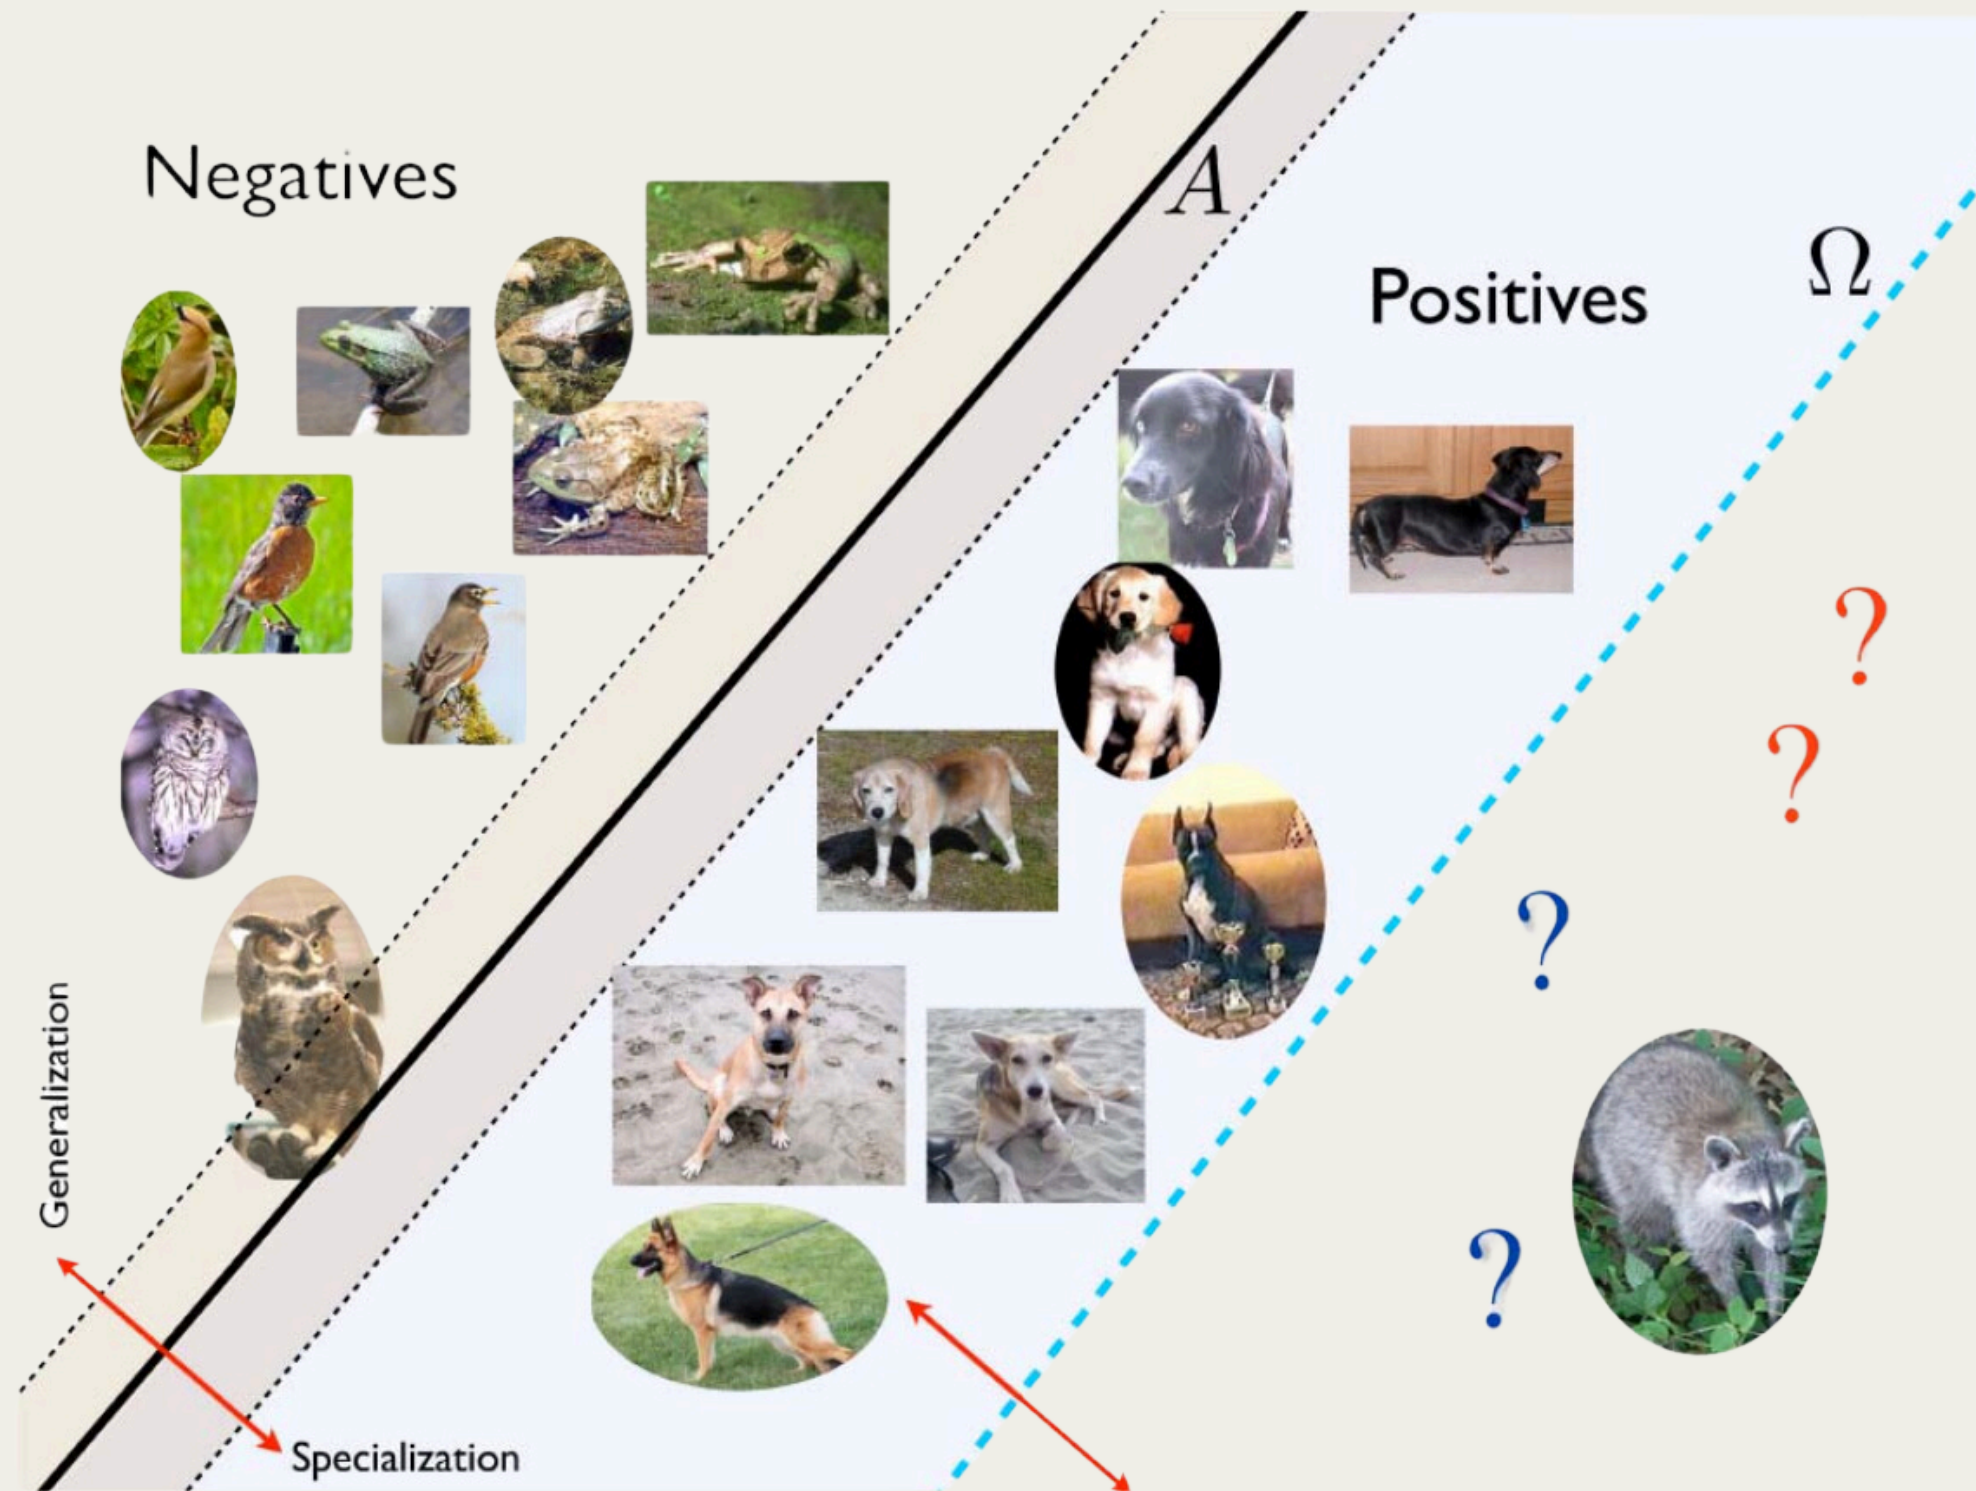 Negatives
A
Ω
Positives
?
?
?
?
Generalization
Specialization